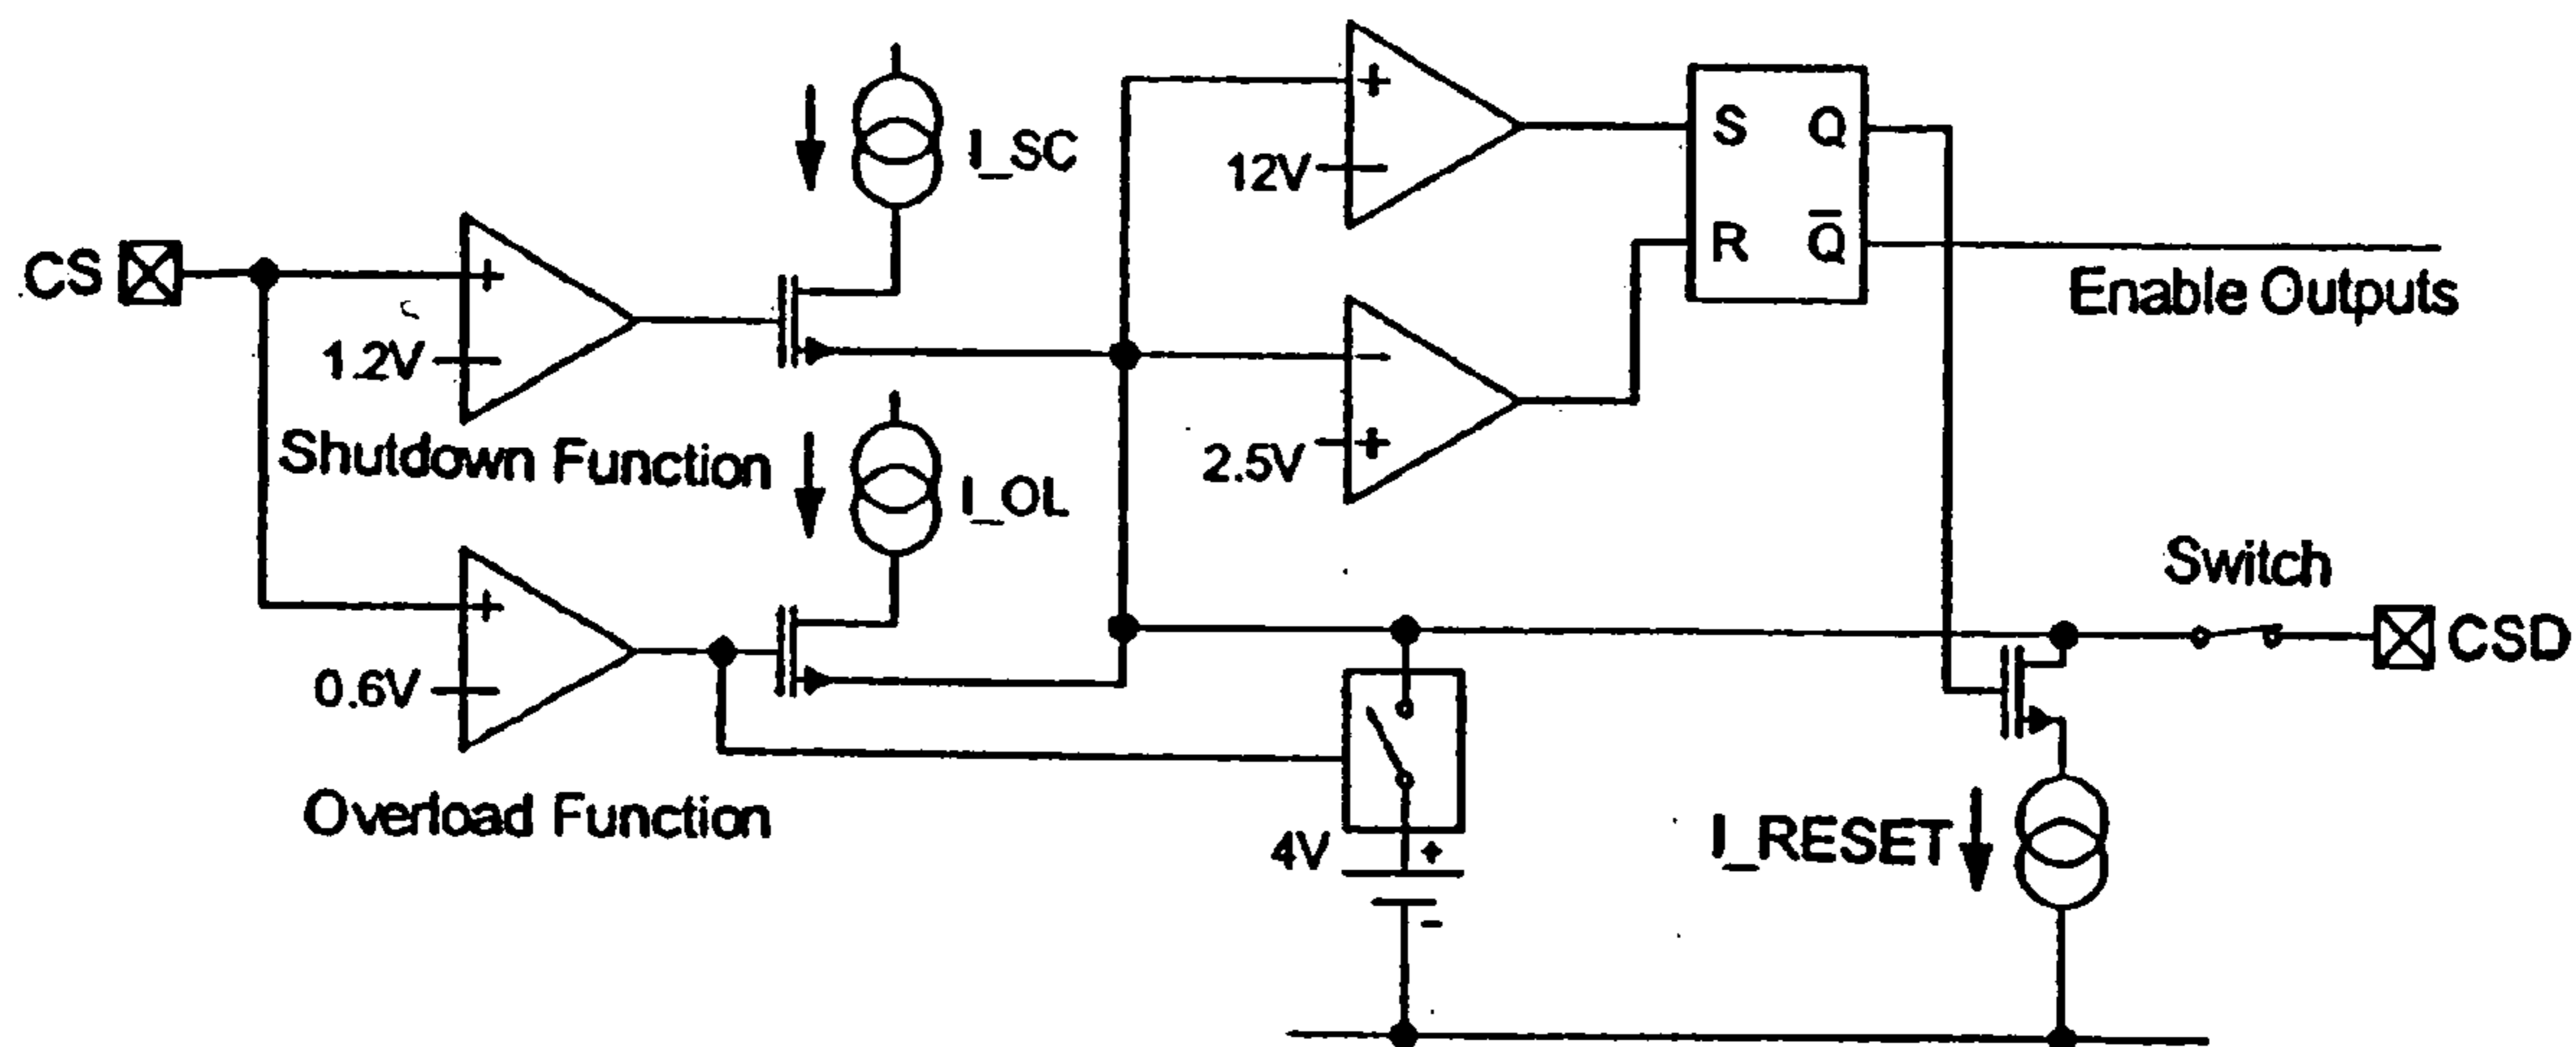 I_SC
CS
+
1.2V
−
Shutdown Function
I_OL
+
0.6V
−
Overload Function
+
12V
−
−
2.5V
+
S
Q
R
Q̅
Enable Outputs
Switch
CSD
4V
+
-
I_RESET